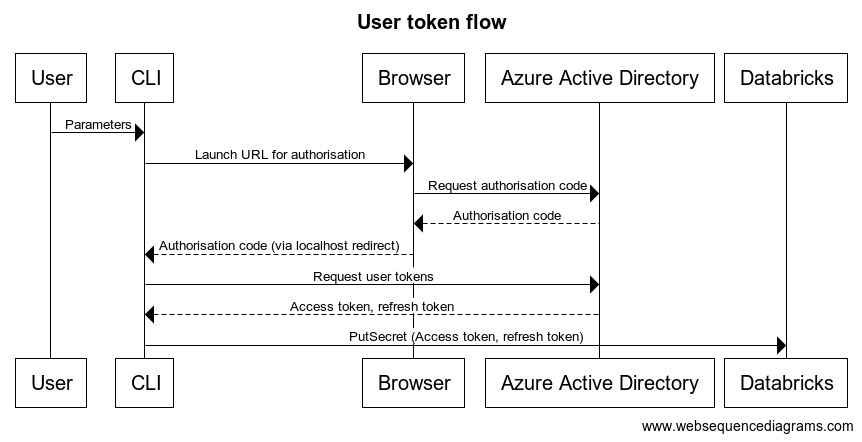 User token flow
User
CLI
Browser
Azure Active Directory
Databricks
Parameters
Launch URL for authorisation
Request authorisation code
Authorisation code
Authorisation code (via localhost redirect)
Request user tokens
Access token, refresh token
PutSecret (Access token, refresh token)
User
CLI
Browser
Azure Active Directory
Databricks
www.websequencediagrams.com